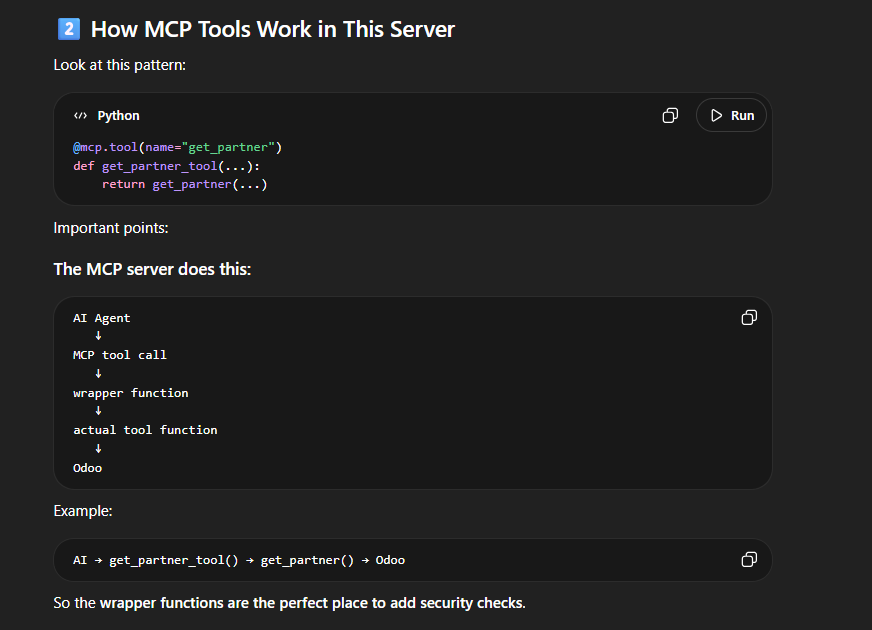 2 How MCP Tools Work in This Server
Look at this pattern:
</> Python
Run
@mcp.tool(name="get_partner")
def get_partner_tool(...):
    return get_partner(...)
Important points:
The MCP server does this:
AI Agent
↓
MCP tool call
↓
wrapper function
↓
actual tool function
↓
Odoo
Example:
AI → get_partner_tool() → get_partner() → Odoo
So the wrapper functions are the perfect place to add security checks.